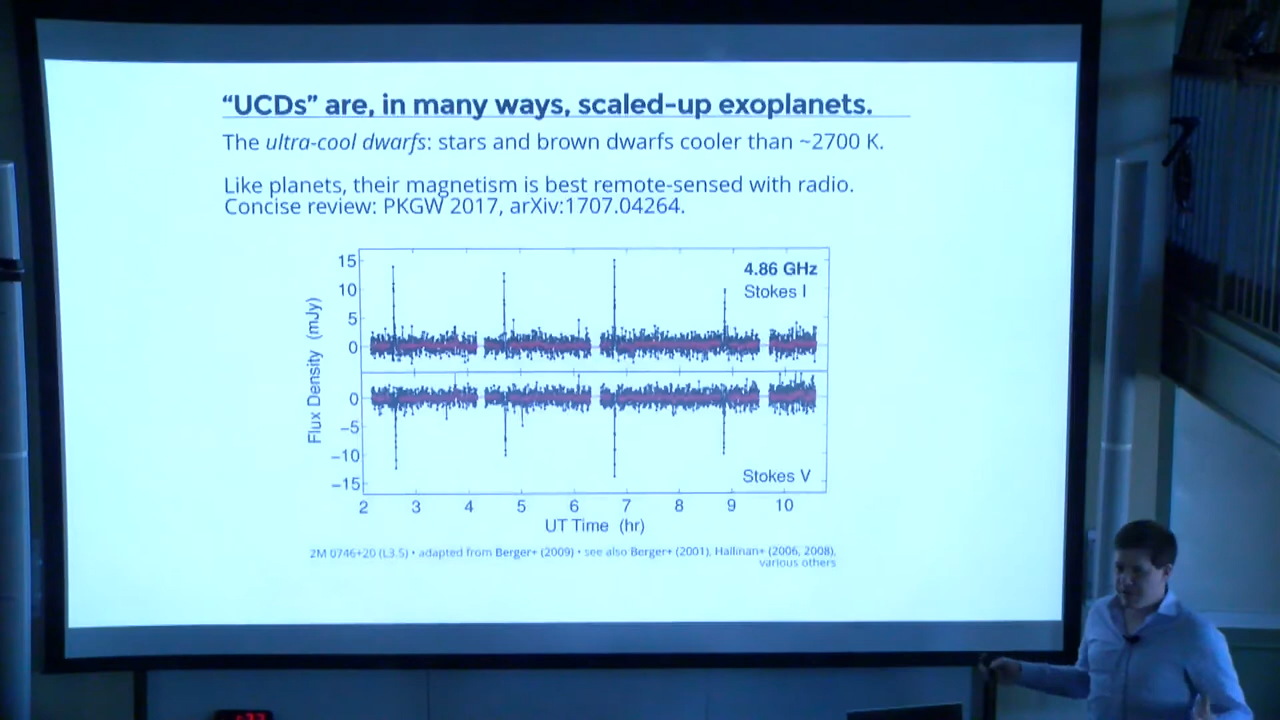 “UCDs” are, in many ways, scaled-up exoplanets.
The ultra-cool dwarfs: stars and brown dwarfs cooler than ~2700 K.
Like planets, their magnetism is best remote-sensed with radio.
Concise review: PKGW 2017, arXiv:1707.04264.
15
10
5
0
4.86 GHz
Stokes I
Flux Density (mJy)
0
−5
−10
−15
Stokes V
2 3 4 5 6 7 8 9 10
UT Time (hr)
2M 0746+20 (L3.5) • adapted from Berger+ (2009) • see also Berger+ (2001), Hallinan+ (2006, 2008),
various others